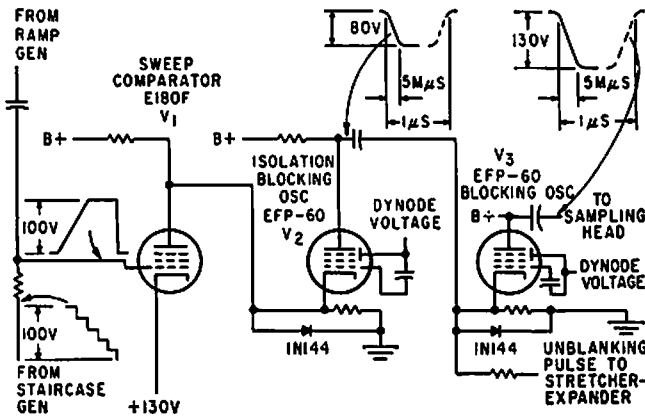 FROM
RAMP
GEN
SWEEP
COMPARATOR
E180F
V1
B+
100V
100V
FROM
STAIRCASE
GEN
+130V
B+
ISOLATION
BLOCKING
OSC
EFP-60
V2
DYNODE
VOLTAGE
1N144
80V
5MμS
1μS
130V
5MμS
1μS
V3
EFP-60
BLOCKING OSC
B+
TO
SAMPLING
HEAD
DYNODE
VOLTAGE
1N144
UNBLANKING
PULSE TO
STRETCHER-
EXPANDER